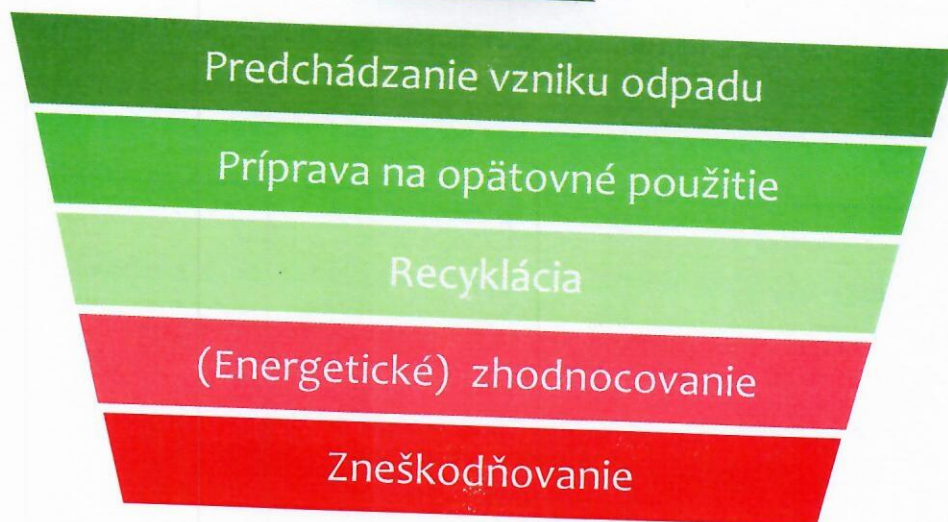 Predchádzanie vzniku odpadu
Príprava na opätovné použitie
Recyklácia
(Energetické) zhodnocovanie
Zneškodňovanie